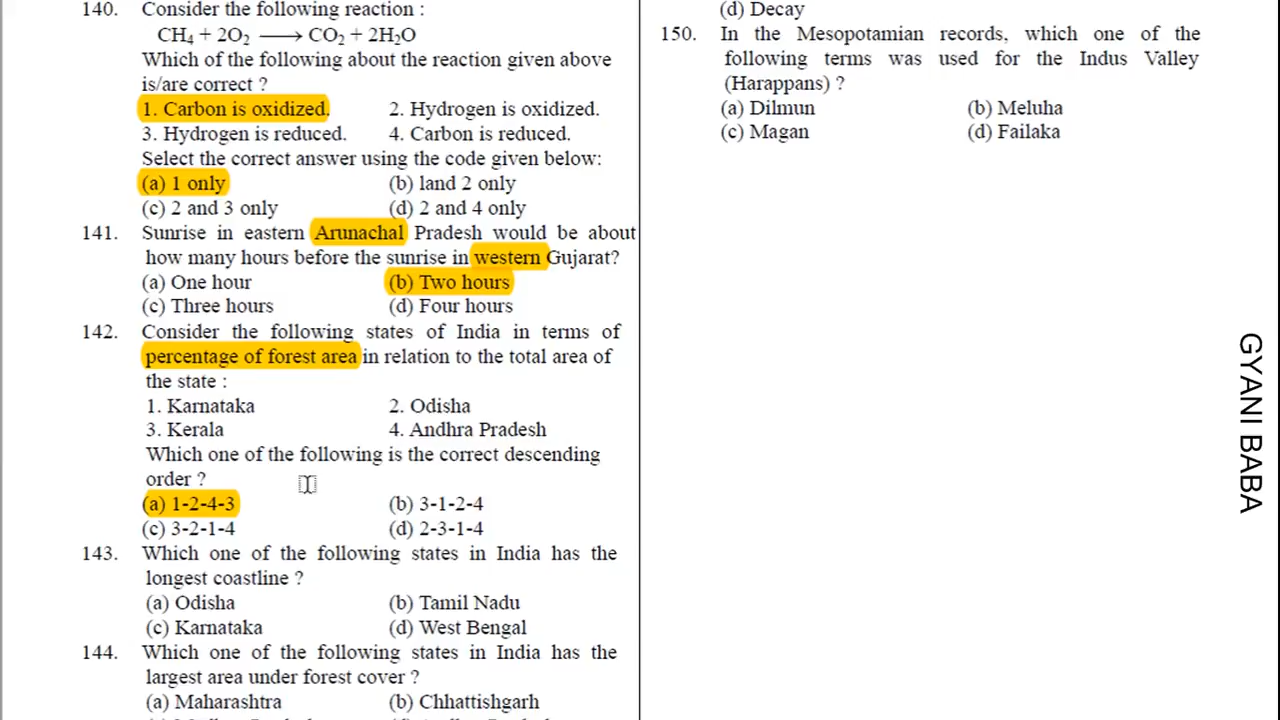 140. Consider the following reaction :
CH₄ + 2O₂ ⟶ CO₂ + 2H₂O
Which of the following about the reaction given above
is/are correct ?
1. Carbon is oxidized. 2. Hydrogen is oxidized.
3. Hydrogen is reduced. 4. Carbon is reduced.
Select the correct answer using the code given below:
(a) 1 only (b) land 2 only
(c) 2 and 3 only (d) 2 and 4 only
141. Sunrise in eastern Arunachal Pradesh would be about
how many hours before the sunrise in western Gujarat?
(a) One hour (b) Two hours
(c) Three hours (d) Four hours
142. Consider the following states of India in terms of
percentage of forest area in relation to the total area of
the state :
1. Karnataka 2. Odisha
3. Kerala 4. Andhra Pradesh
Which one of the following is the correct descending
order ?
(a) 1-2-4-3 (b) 3-1-2-4
(c) 3-2-1-4 (d) 2-3-1-4
143. Which one of the following states in India has the
longest coastline ?
(a) Odisha (b) Tamil Nadu
(c) Karnataka (d) West Bengal
144. Which one of the following states in India has the
largest area under forest cover ?
(a) Maharashtra (b) Chhattishgarh
(d) Decay
150. In the Mesopotamian records, which one of the
following terms was used for the Indus Valley
(Harappans) ?
(a) Dilmun (b) Meluha
(c) Magan (d) Failaka
GYANI BABA